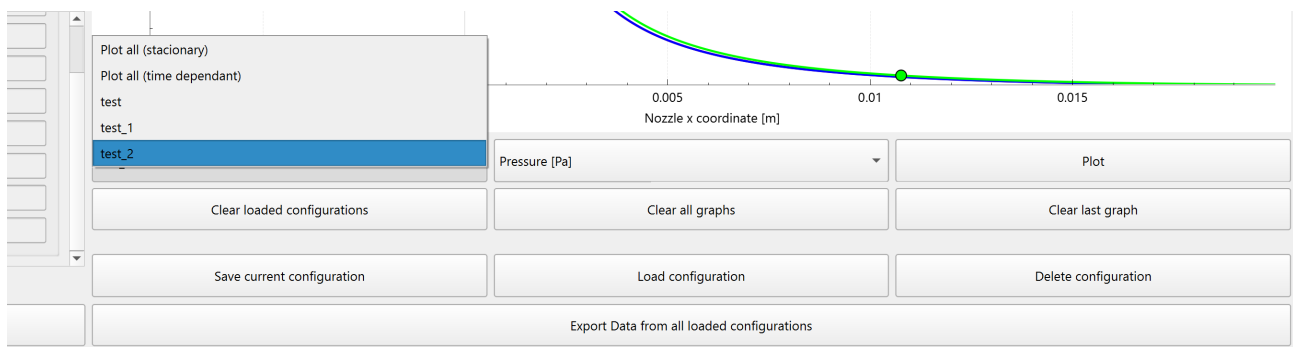 Plot all (stacionary)
Plot all (time dependant)
test
test_1
test_2
0.005 0.01 0.015
Nozzle x coordinate [m]
Pressure [Pa] Plot
Clear loaded configurations Clear all graphs Clear last graph
Save current configuration Load configuration Delete configuration
Export Data from all loaded configurations